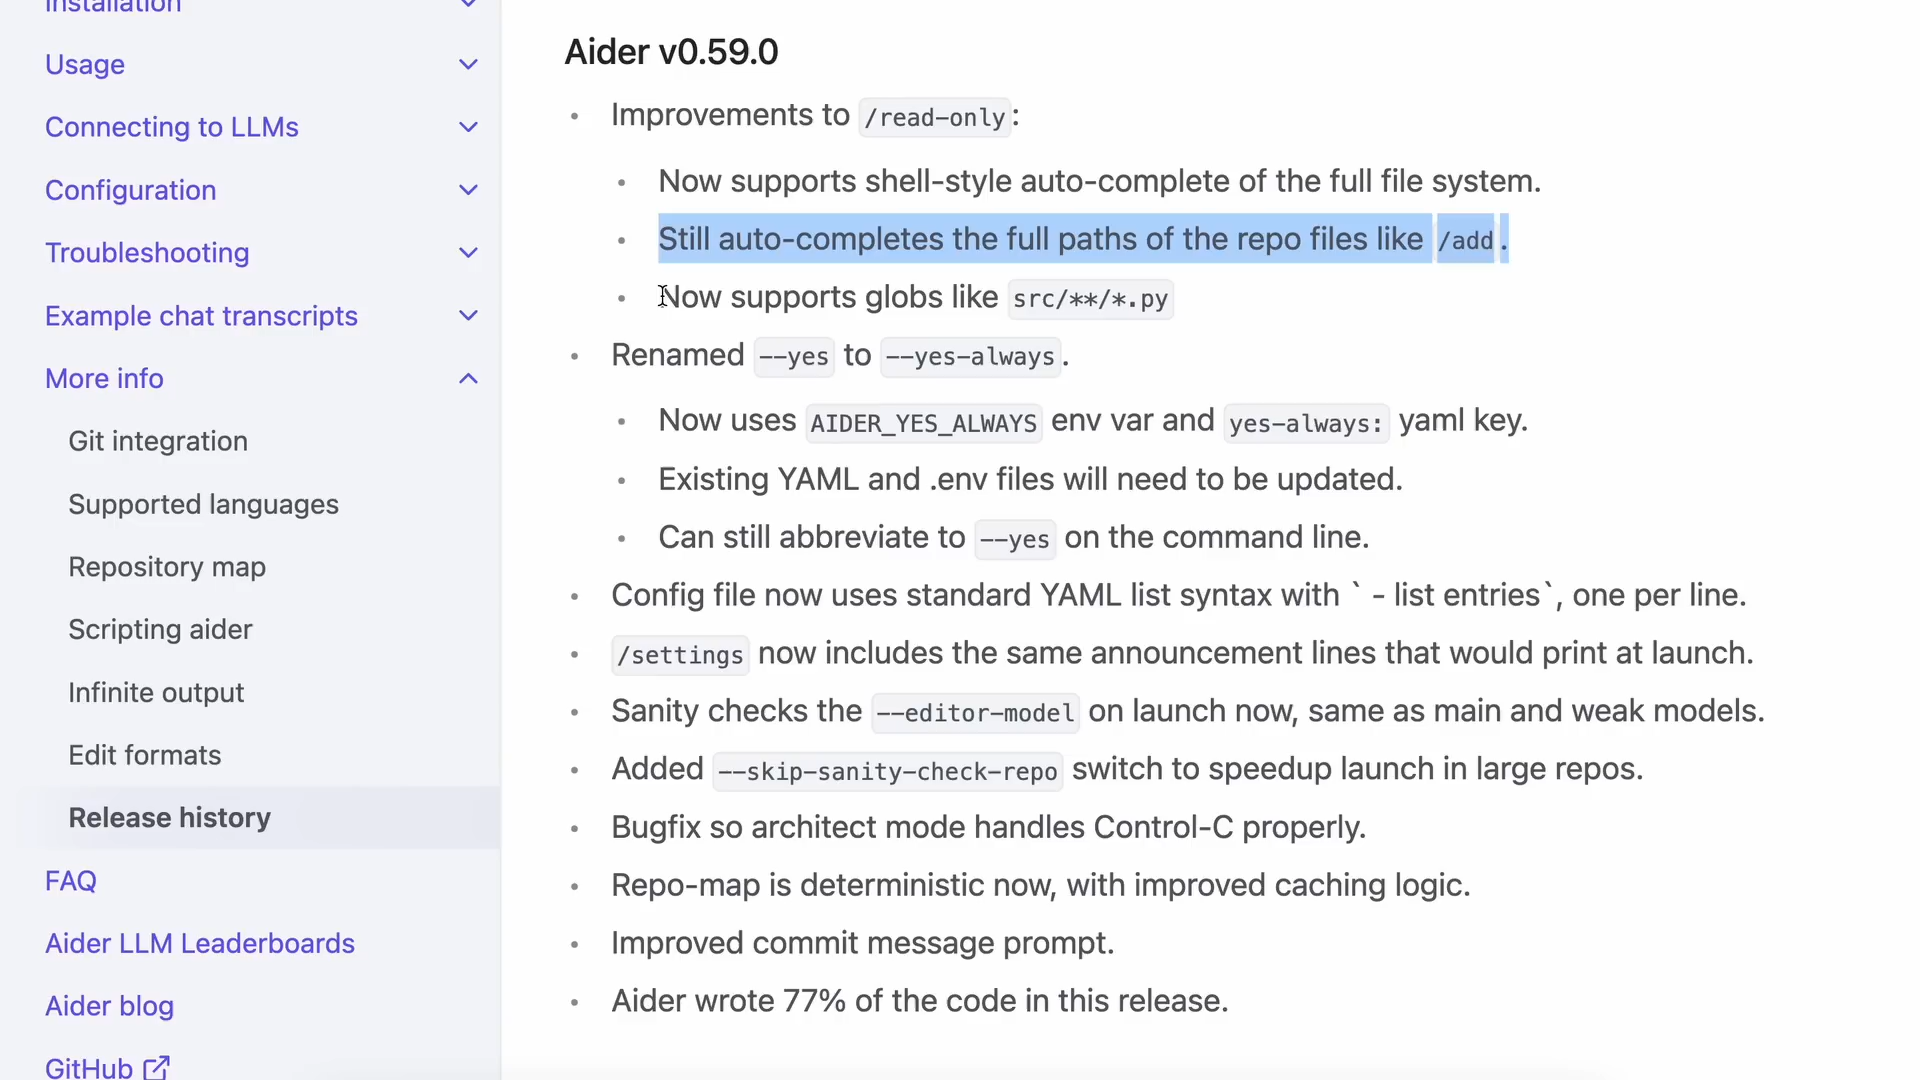 Installation
Usage
Connecting to LLMs
Configuration
Troubleshooting
Example chat transcripts
More info
Git integration
Supported languages
Repository map
Scripting aider
Infinite output
Edit formats
Release history
FAQ
Aider LLM Leaderboards
Aider blog
GitHub
Aider v0.59.0
Improvements to /read-only:
Now supports shell-style auto-complete of the full file system.
Still auto-completes the full paths of the repo files like /add.
Now supports globs like src/**/*.py
Renamed --yes to --yes-always.
Now uses AIDER_YES_ALWAYS env var and yes-always: yaml key.
Existing YAML and .env files will need to be updated.
Can still abbreviate to --yes on the command line.
Config file now uses standard YAML list syntax with ` - list entries`, one per line.
/settings now includes the same announcement lines that would print at launch.
Sanity checks the --editor-model on launch now, same as main and weak models.
Added --skip-sanity-check-repo switch to speedup launch in large repos.
Bugfix so architect mode handles Control-C properly.
Repo-map is deterministic now, with improved caching logic.
Improved commit message prompt.
Aider wrote 77% of the code in this release.